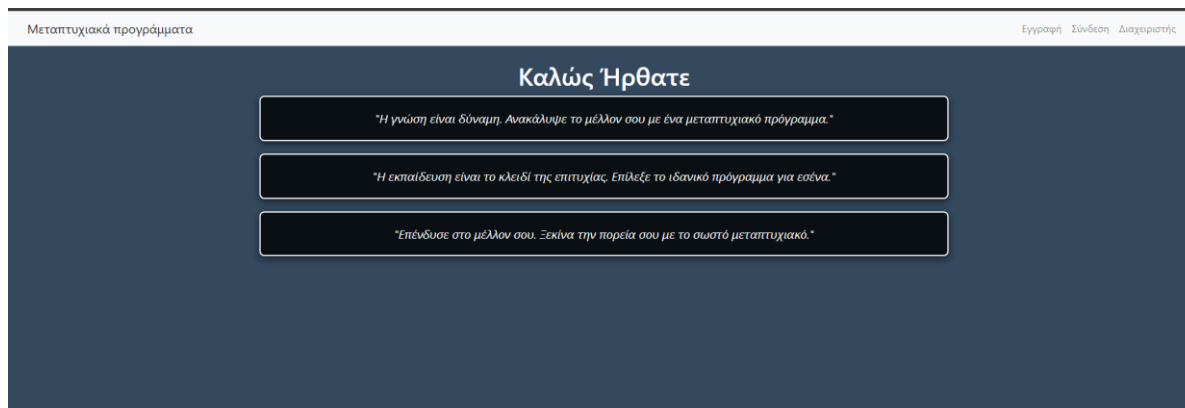 Μεταπτυχιακά προγράμματα
Εγγραφή Σύνδεση Διαχειριστής
Καλώς Ήρθατε
"Η γνώση είναι δύναμη. Ανακάλυψε το μέλλον σου με ένα μεταπτυχιακό πρόγραμμα."
"Η εκπαίδευση είναι το κλειδί της επιτυχίας. Επίλεξε το ιδανικό πρόγραμμα για εσένα."
"Επένδυσε στο μέλλον σου. Ξεκίνα την πορεία σου με το σωστό μεταπτυχιακό."